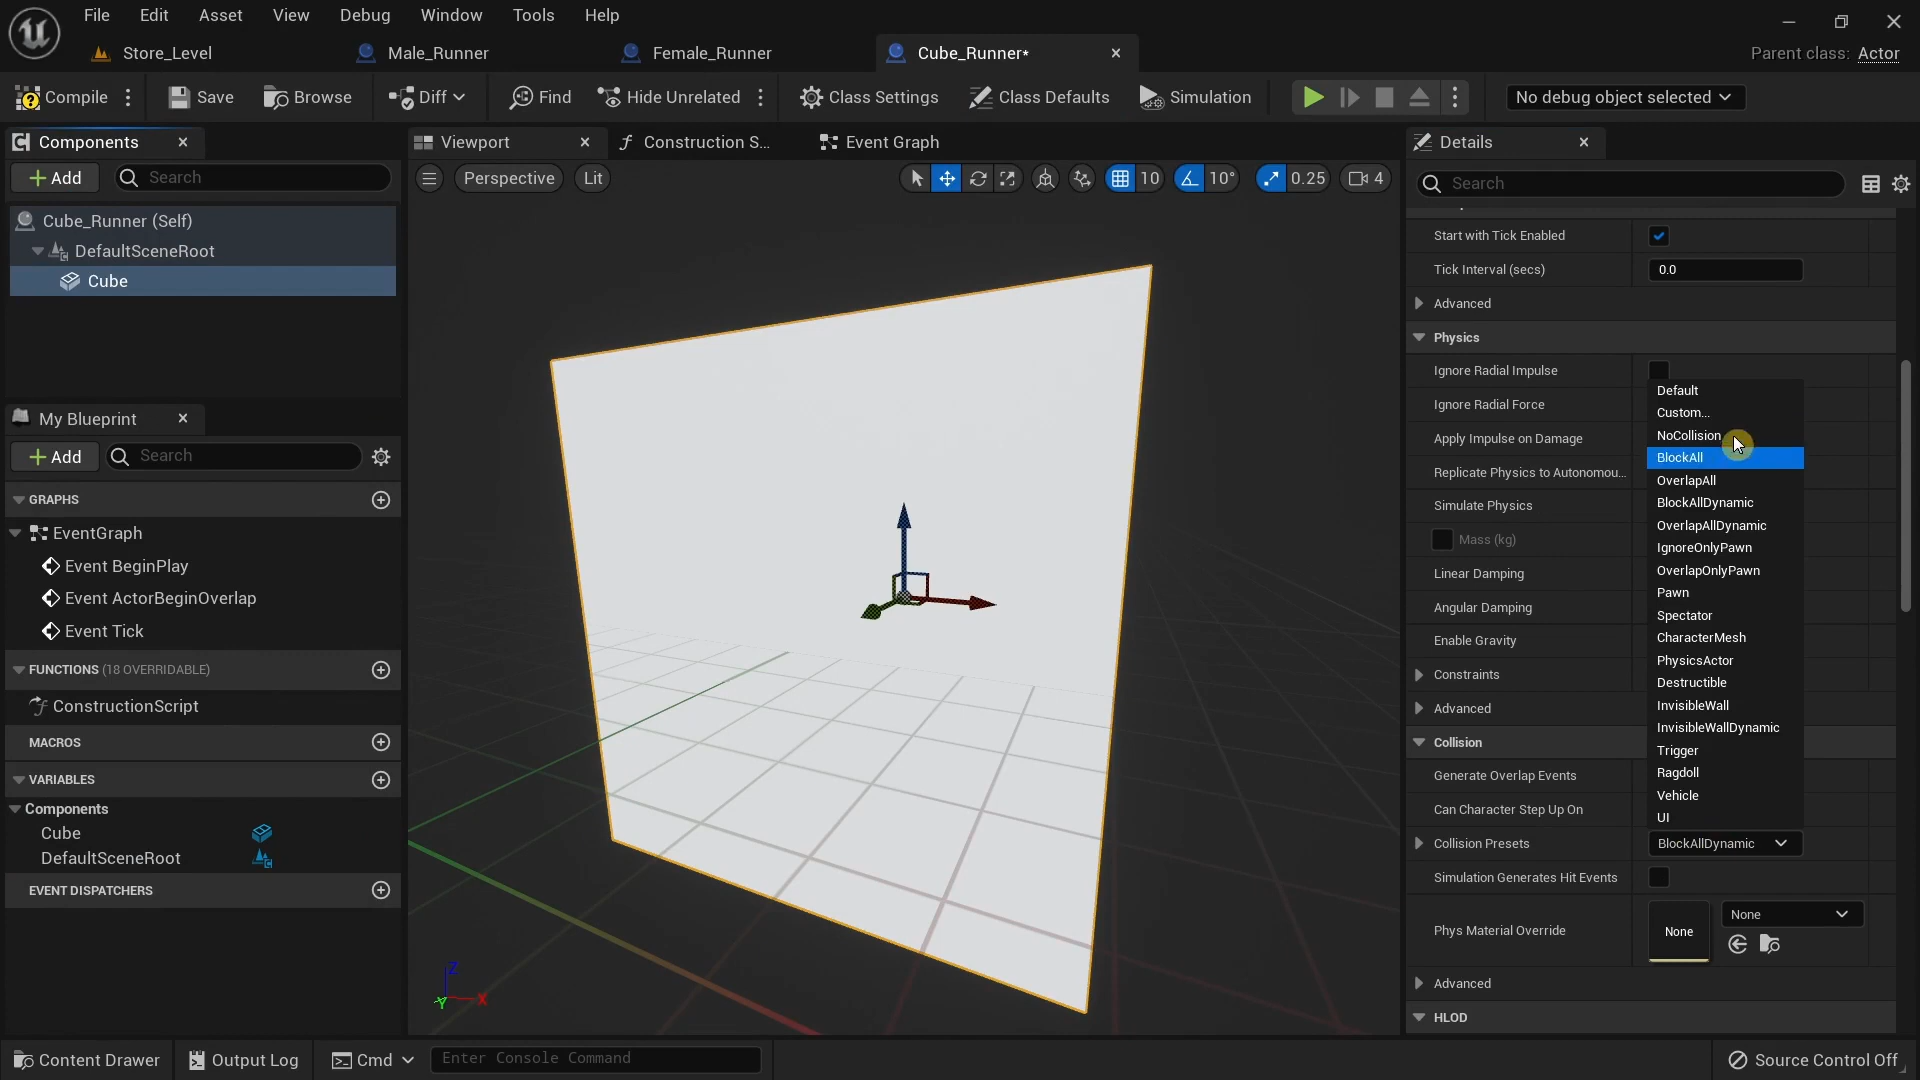 File Edit Asset View Debug Window Tools Help
Store_Level Male_Runner Female_Runner Cube_Runner* Parent class: Actor
Compile Save Browse Diff Find Hide Unrelated Class Settings Class Defaults Simulation No debug object selected
Components Viewport Construction S... Event Graph Details
Add Search Perspective Lit 10 10° 0.25 4 Search
Cube_Runner (Self)
DefaultSceneRoot
Cube
My Blueprint
Add Search
GRAPHS
EventGraph
Event BeginPlay
Event ActorBeginOverlap
Event Tick
FUNCTIONS (18 OVERRIDABLE)
ConstructionScript
MACROS
VARIABLES
Components
Cube
DefaultSceneRoot
EVENT DISPATCHERS
Z
Y X
Start with Tick Enabled
Tick Interval (secs) 0.0
Advanced
Physics
Ignore Radial Impulse
Ignore Radial Force
Apply Impulse on Damage
Replicate Physics to Autonomou...
Simulate Physics
Mass (kg)
Linear Damping
Angular Damping
Enable Gravity
Constraints
Advanced
Collision
Generate Overlap Events
Can Character Step Up On
Default
Custom...
NoCollision
BlockAll
OverlapAll
BlockAllDynamic
OverlapAllDynamic
IgnoreOnlyPawn
OverlapOnlyPawn
Pawn
Spectator
CharacterMesh
PhysicsActor
Destructible
InvisibleWall
InvisibleWallDynamic
Trigger
Ragdoll
Vehicle
UI
Collision Presets BlockAllDynamic
Simulation Generates Hit Events
Phys Material Override None None
Advanced
HLOD
Content Drawer Output Log Cmd Enter Console Command Source Control Off